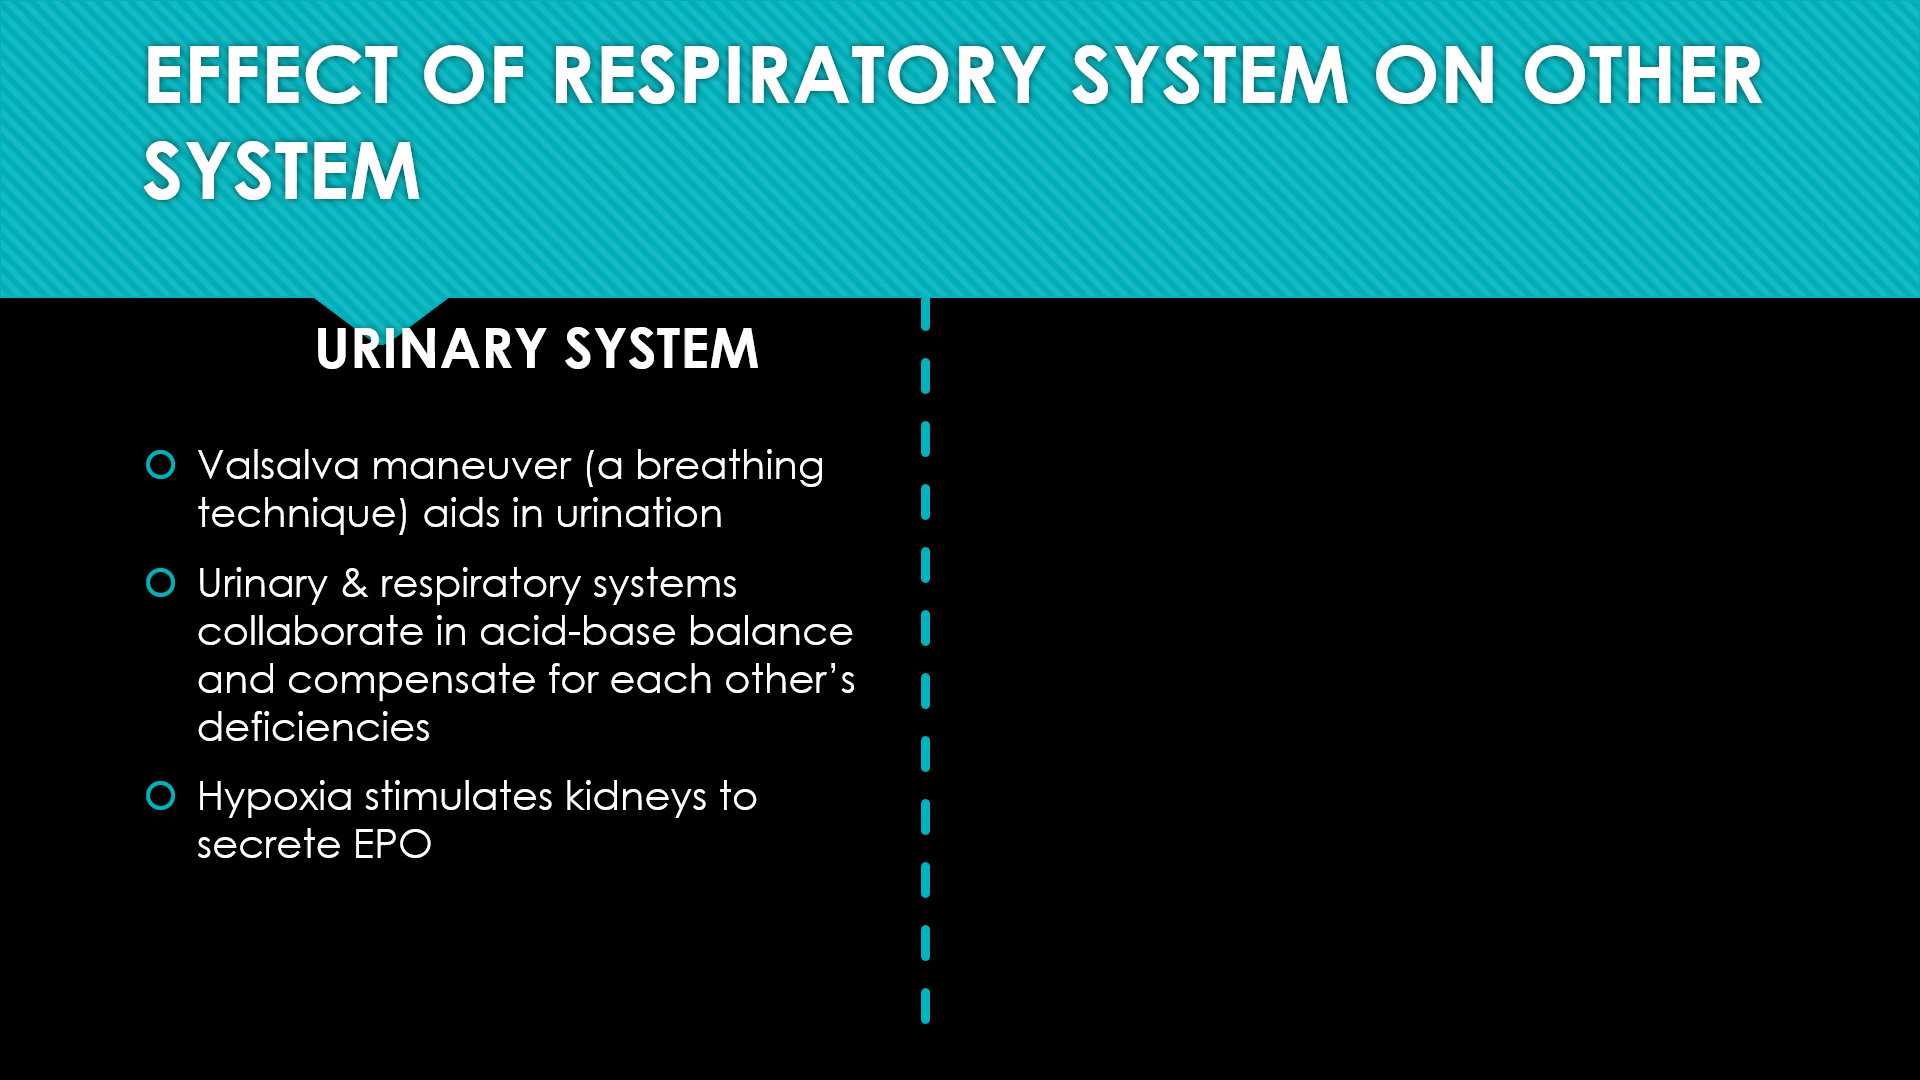 EFFECT OF RESPIRATORY SYSTEM ON OTHER
SYSTEM
URINARY SYSTEM
Valsalva maneuver (a breathing
technique) aids in urination
Urinary & respiratory systems
collaborate in acid-base balance
and compensate for each other’s
deficiencies
Hypoxia stimulates kidneys to
secrete EPO